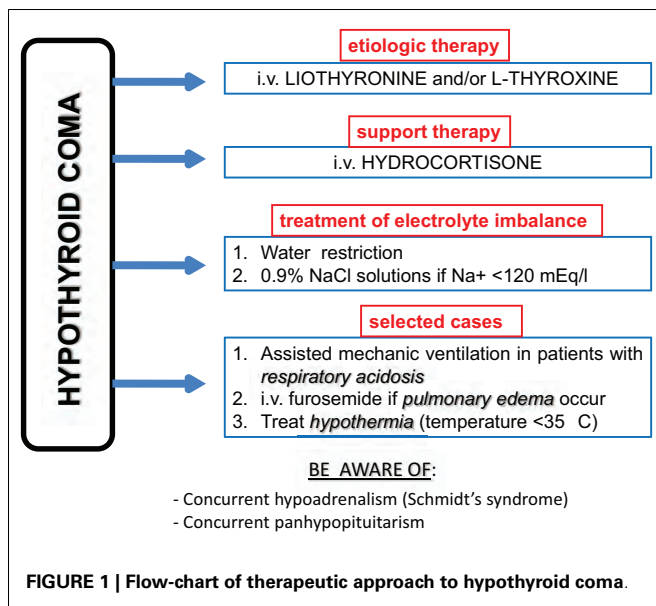 HYPOTHYROID COMA
etiologic therapy
i.v. LIOTHYRONINE and/or L-THYROXINE
support therapy
i.v. HYDROCORTISONE
treatment of electrolyte imbalance
1. Water restriction
2. 0.9% NaCl solutions if Na+ <120 mEq/l
selected cases
1. Assisted mechanic ventilation in patients with
respiratory acidosis
2. i.v. furosemide if pulmonary edema occur
3. Treat hypothermia (temperature <35 C)
BE AWARE OF:
- Concurrent hypoadrenalism (Schmidt's syndrome)
- Concurrent panhypopituitarism
FIGURE 1 | Flow-chart of therapeutic approach to hypothyroid coma.